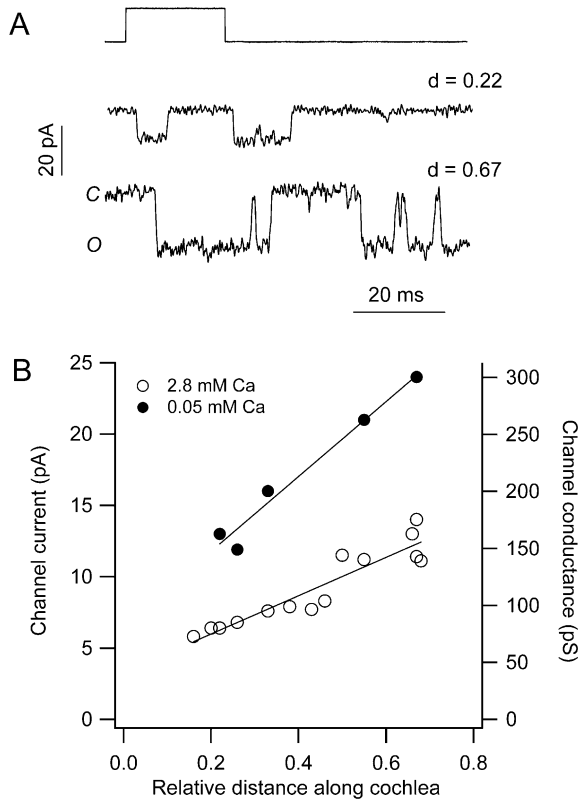 A
d = 0.22
20 pA
d = 0.67
C
O
20 ms
B
25
20
15
10
5
0
Channel current (pA)
2.8 mM Ca
0.05 mM Ca
300
250
200
150
100
50
0
Channel conductance (pS)
0.0 0.2 0.4 0.6 0.8
Relative distance along cochlea